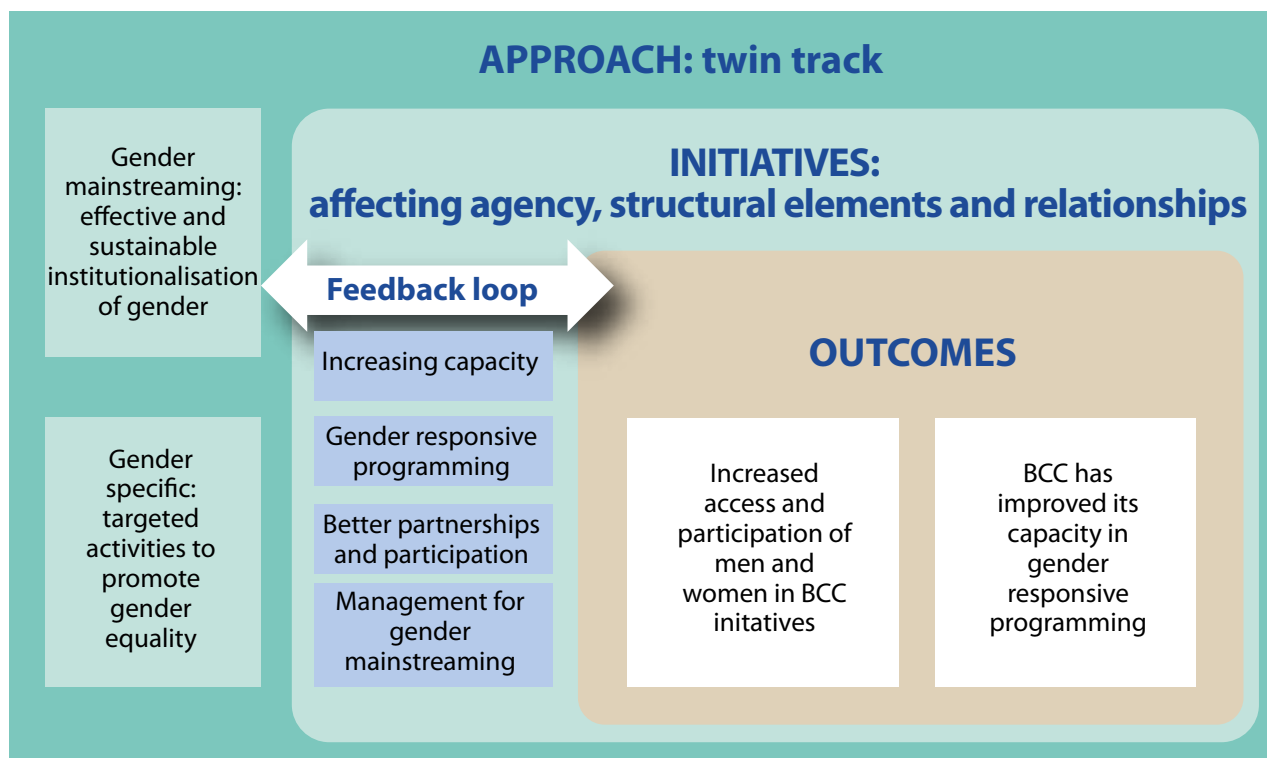 APPROACH: twin track
Gender
mainstreaming:
effective and
sustainable
institutionalisation
of gender
Gender
specific:
targeted
activities to
promote
gender
equality
INITIATIVES:
affecting agency, structural elements and relationships
Feedback loop
Increasing capacity
Gender responsive
programming
Better partnerships
and participation
Management for
gender
mainstreaming
OUTCOMES
Increased
access and
participation of
men and
women in BCC
initatives
BCC has
improved its
capacity in
gender
responsive
programming